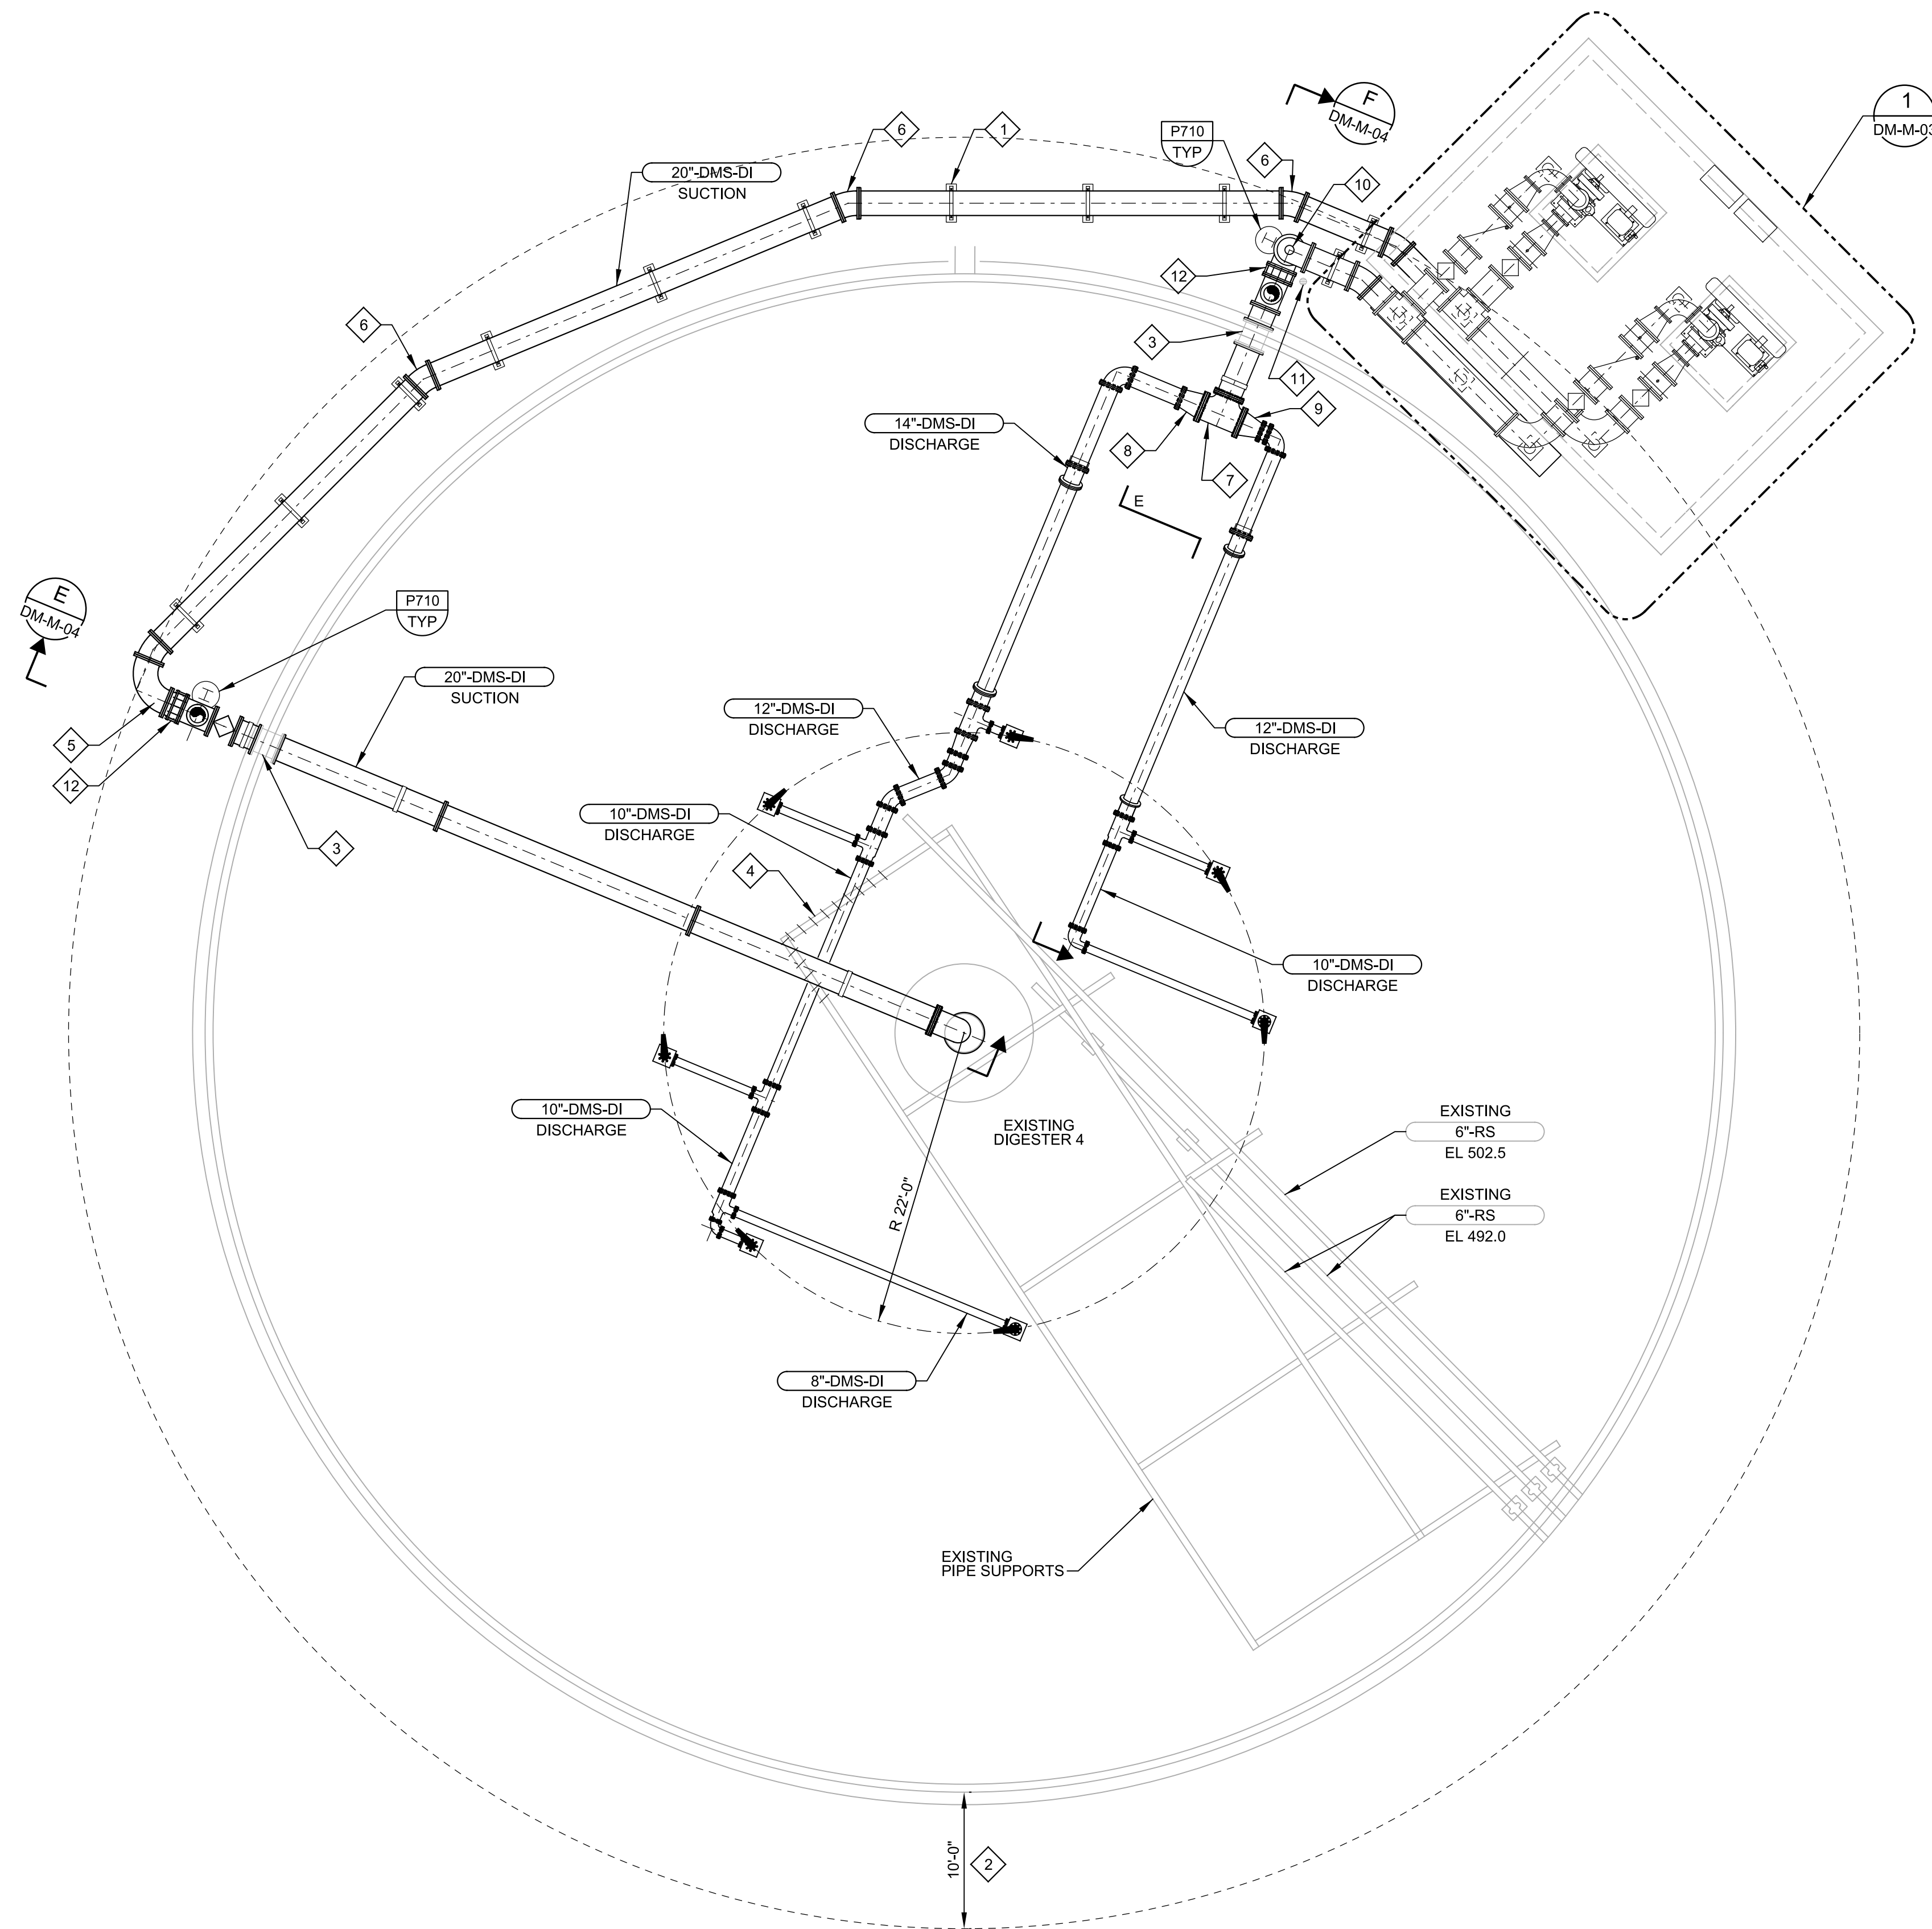 1
DM-M-03
F
DM-M-04
6
1
P710
TYP
6
20"-DMS-DI
SUCTION
10
12
6
3
11
9
14"-DMS-DI
DISCHARGE
8
7
E
E
DM-M-04
P710
TYP
20"-DMS-DI
SUCTION
12"-DMS-DI
DISCHARGE
12"-DMS-DI
DISCHARGE
5
12
10"-DMS-DI
DISCHARGE
3
4
10"-DMS-DI
DISCHARGE
10"-DMS-DI
DISCHARGE
EXISTING
DIGESTER 4
EXISTING
6"-RS
EL 502.5
R 22'-0"
EXISTING
6"-RS
EL 492.0
8"-DMS-DI
DISCHARGE
EXISTING
PIPE SUPPORTS
10'-0"
2